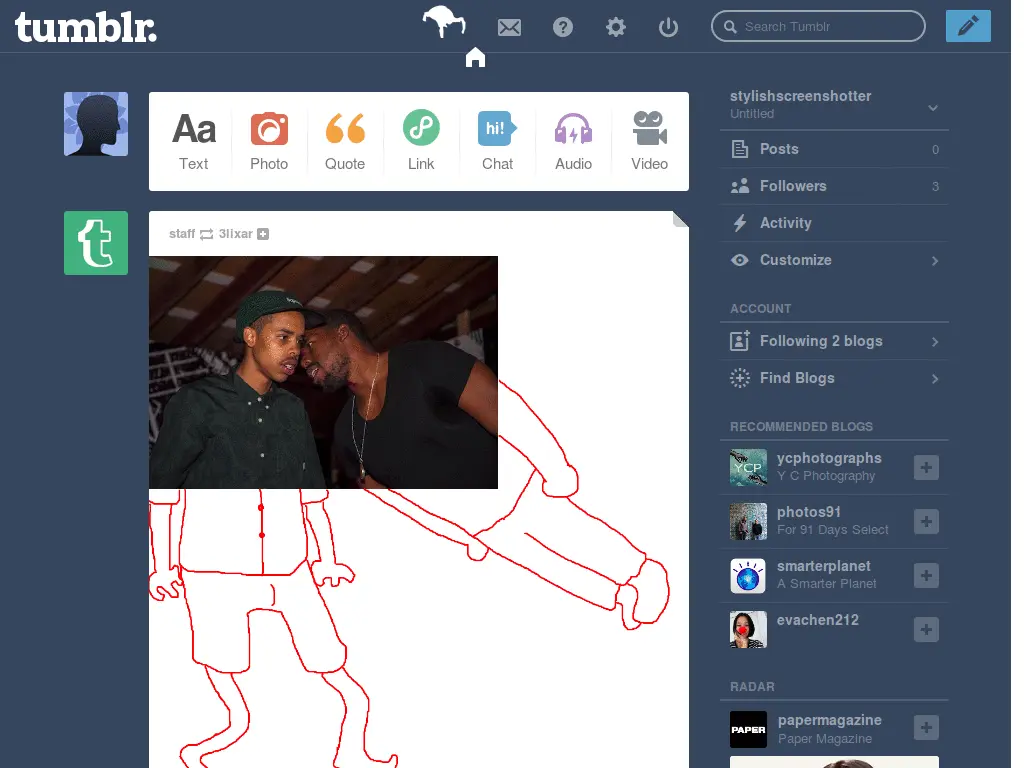 tumblr.
Search Tumblr
Aa
hi!
Text
Photo
Quote
Link
Chat
Audio
Video
t
staff 3lixar
stylishscreenshotter
Untitled
Posts 0
Followers 3
Activity
Customize
ACCOUNT
Following 2 blogs
Find Blogs
RECOMMENDED BLOGS
YCP
ycphotographs
Y C Photography
photos91
For 91 Days Select
smarterplanet
A Smarter Planet
evachen212
RADAR
PAPER
papermagazine
Paper Magazine